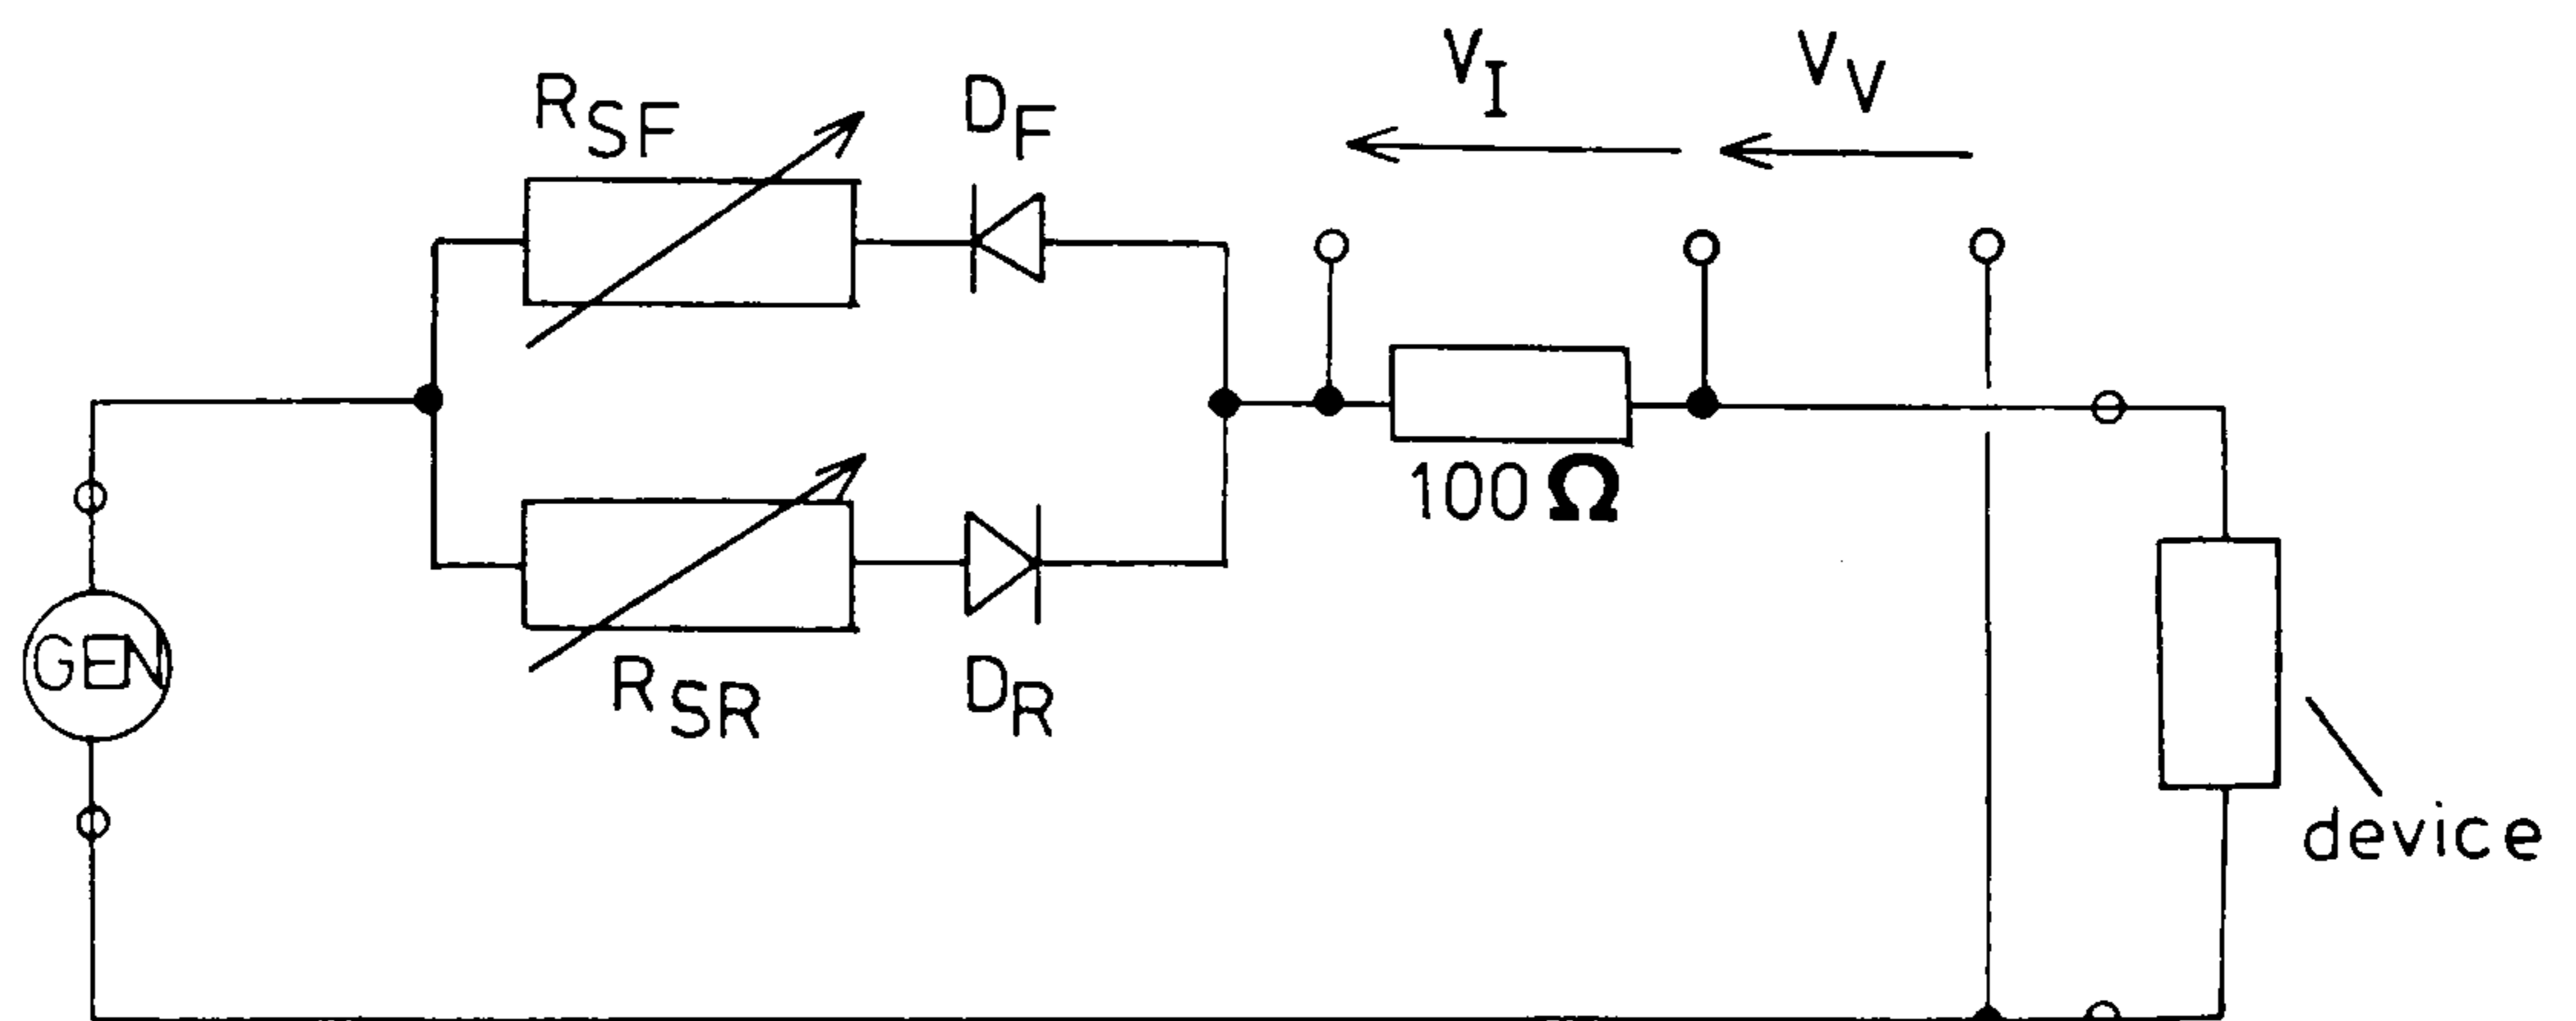 V_I
V_V
R_SF
D_F
100 Ω
GEN
R_SR
D_R
device